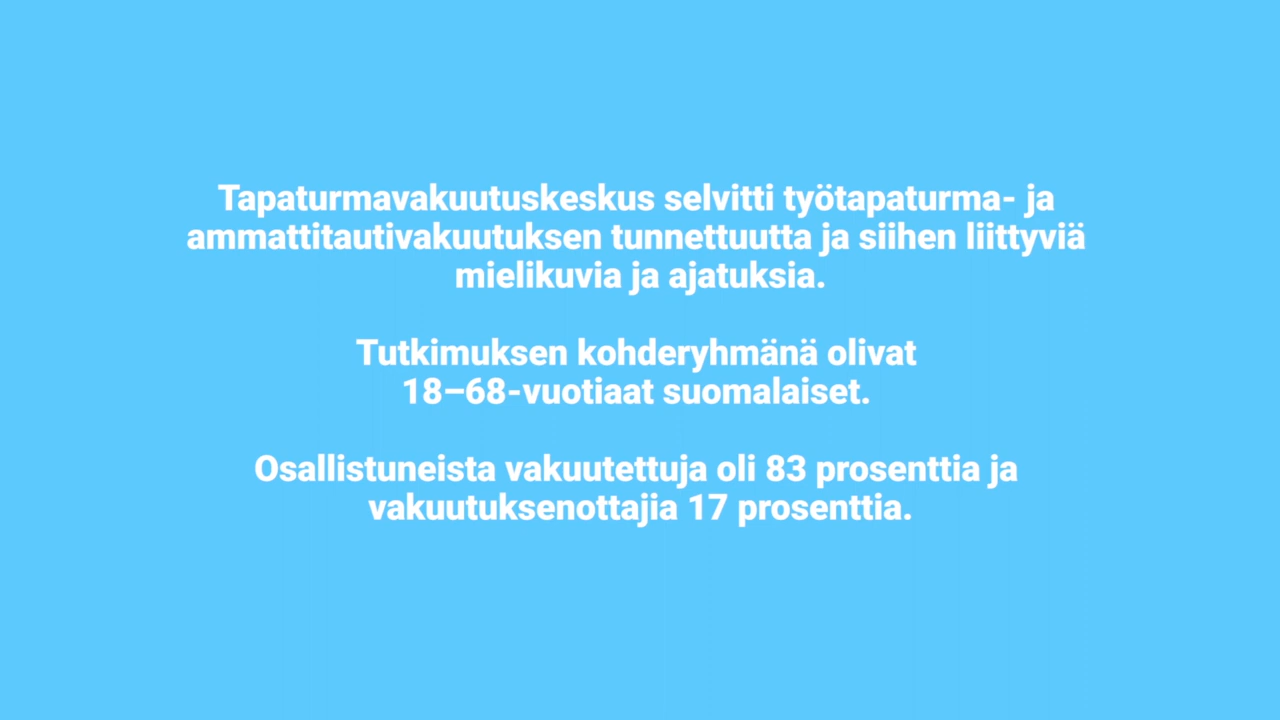 Tapaturmavakuutuskeskus selvitti työtapaturma- ja
ammattitautivakuutuksen tunnettuutta ja siihen liittyviä
mielikuvia ja ajatuksia.
Tutkimuksen kohderyhmänä olivat
18–68-vuotiaat suomalaiset.
Osallistuneista vakuutettuja oli 83 prosenttia ja
vakuutuksenottajia 17 prosenttia.